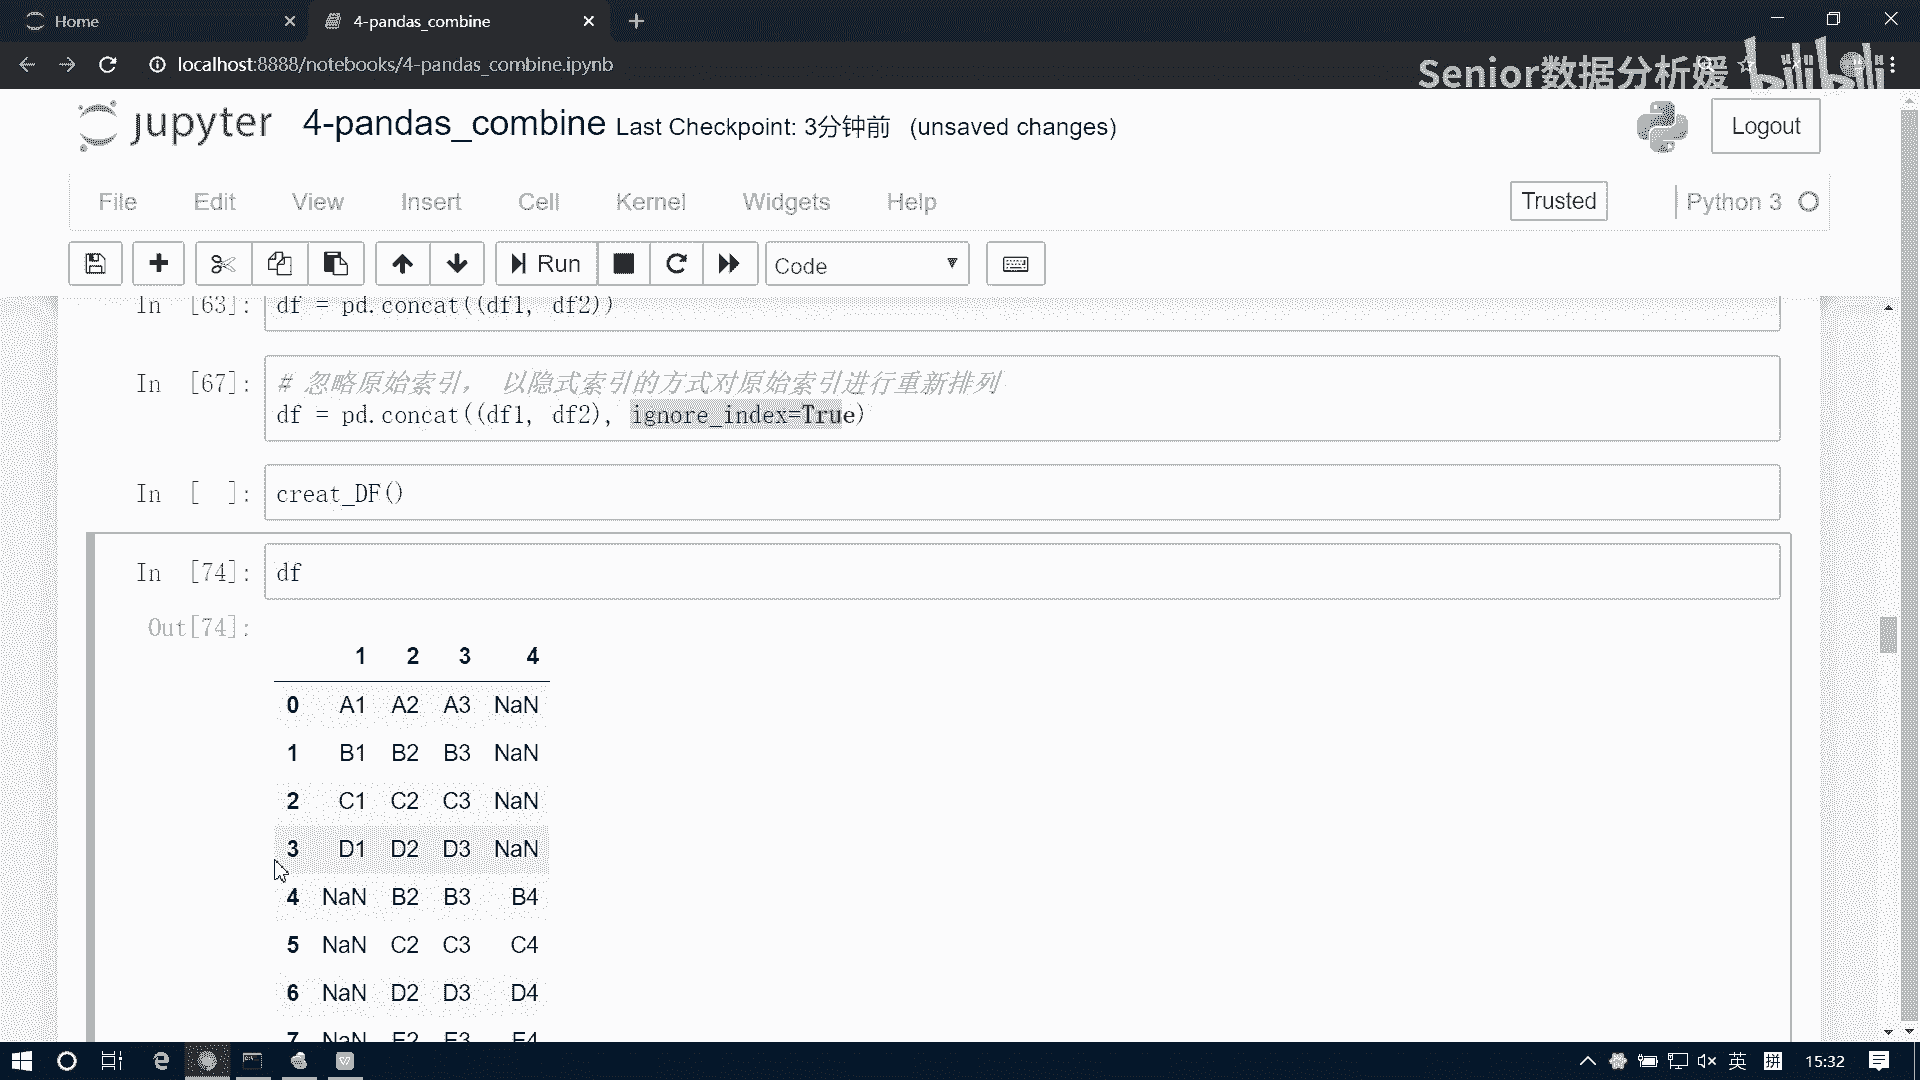 Home
4-pandas_combine
localhost:8888/notebooks/4-pandas_combine.ipynb
Senior数据分析媛 bilibili
jupyter 4-pandas_combine Last Checkpoint: 3分钟前 (unsaved changes)
Logout
File Edit View Insert Cell Kernel Widgets Help
Trusted
Python 3
Run
Code
In [63]: df = pd.concat((df1, df2))
In [67]: # 忽略原始索引， 以隐式索引的方式对原始索引进行重新排列
df = pd.concat((df1, df2), ignore_index=True)
In [ ]: creat_DF()
In [74]: df
Out[74]:
1 2 3 4
0 A1 A2 A3 NaN
1 B1 B2 B3 NaN
2 C1 C2 C3 NaN
3 D1 D2 D3 NaN
4 NaN B2 B3 B4
5 NaN C2 C3 C4
6 NaN D2 D3 D4
7 NaN E2 E3 E4
英 拼 15:32